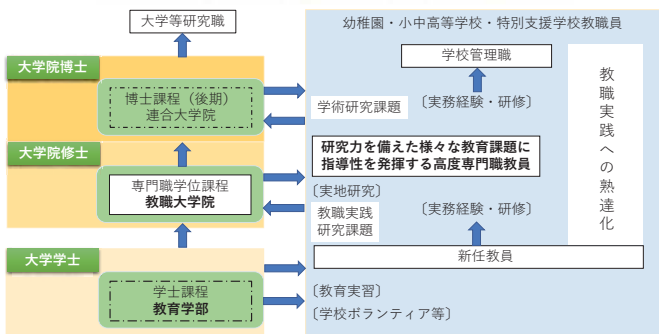 大学等研究職
幼稚園・小中高等学校・特別支援学校教職員
大学院博士
学校管理職
博士課程（後期）
連合大学院
学術研究課題
〔実務経験・研修〕
教職実践への熟達化
大学院修士
研究力を備えた様々な教育課題に
指導性を発揮する高度専門職教員
専門職学位課程
教職大学院
〔実地研究〕
教職実践
研究課題
〔実務経験・研修〕
大学学士
新任教員
学士課程
教育学部
〔教育実習〕
〔学校ボランティア等〕